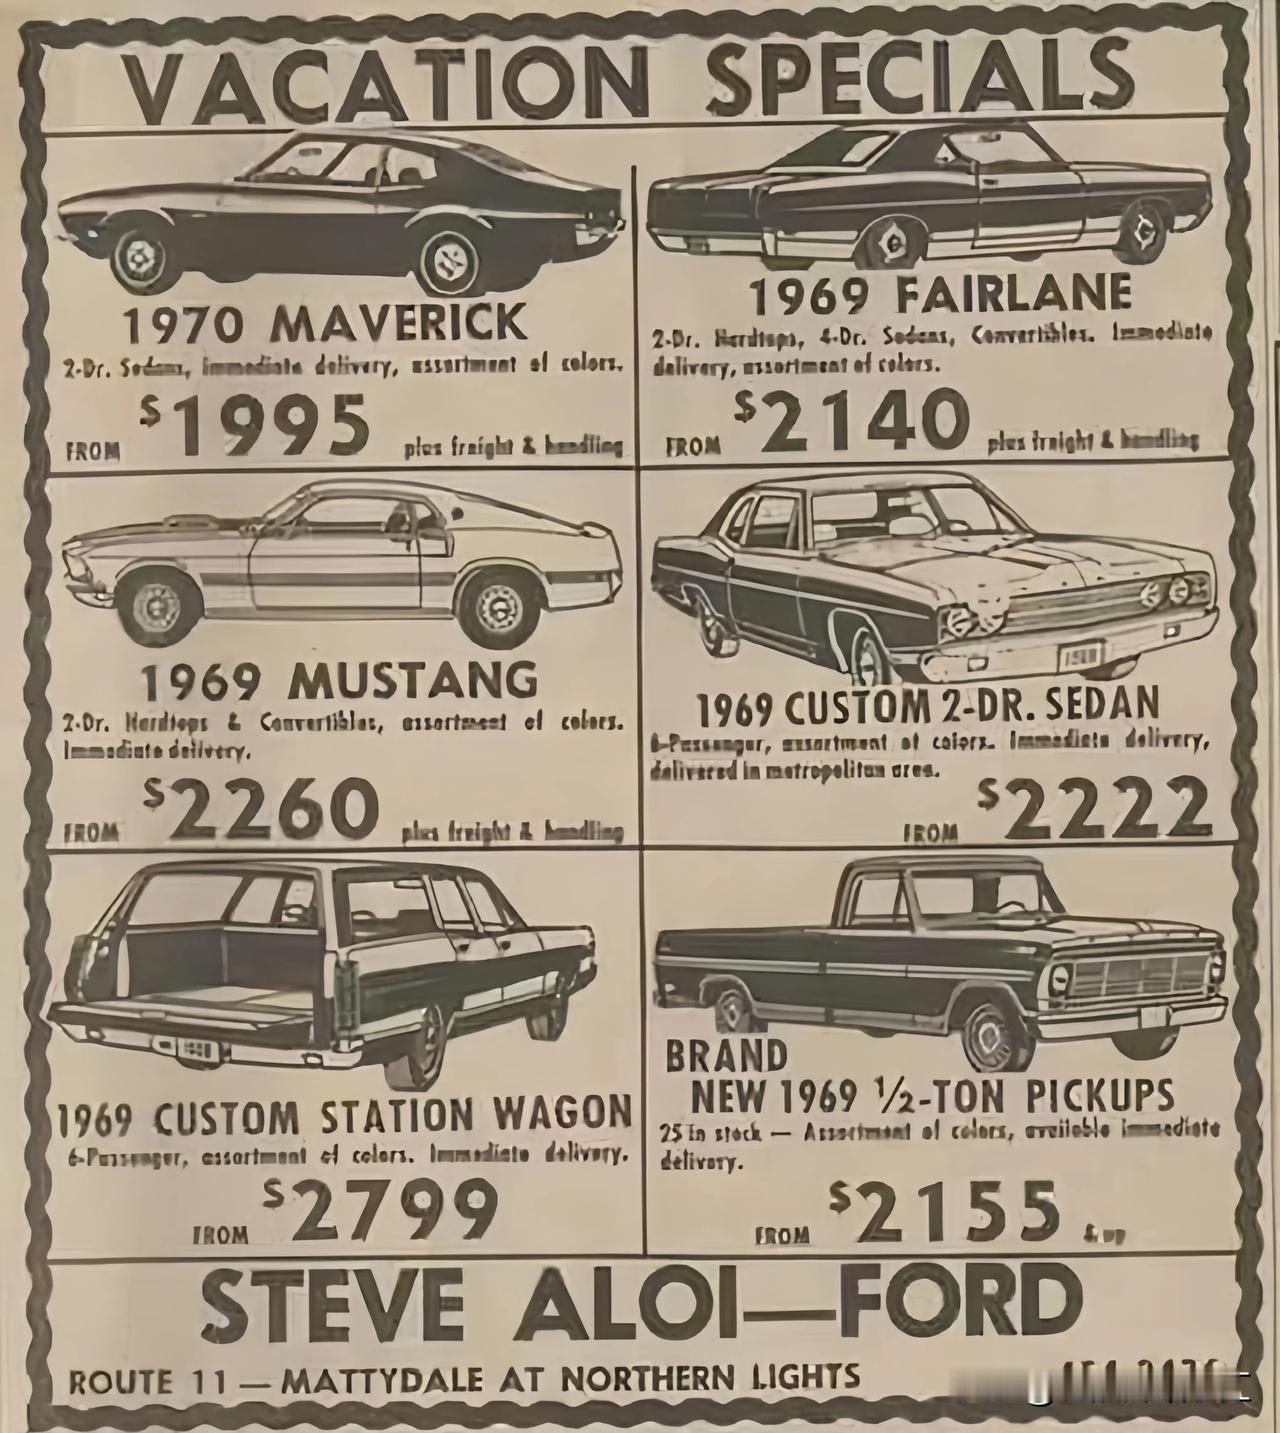 VACATION SPECIALS
1970 MAVERICK
2-Dr. Sedans, immediate delivery, assortment of colors.
FROM $1995 plus freight & handling
1969 FAIRLANE
2-Dr. Hardtops, 4-Dr. Sedans, Convertibles. Immediate
delivery, assortment of colors.
FROM $2140 plus freight & handling
1969 MUSTANG
2-Dr. Hardtops & Convertibles, assortment of colors.
Immediate delivery.
FROM $2260 plus freight & handling
1969 CUSTOM 2-DR. SEDAN
6-Passenger, assortment of colors. Immediate delivery,
delivered in metropolitan area.
FROM $2222
1969 CUSTOM STATION WAGON
6-Passenger, assortment of colors. Immediate delivery.
FROM $2799
BRAND
NEW 1969 ½-TON PICKUPS
25 in stock — Assortment of colors, available immediate
delivery.
FROM $2155 & up
STEVE ALOI—FORD
ROUTE 11 — MATTYDALE AT NORTHERN LIGHTS